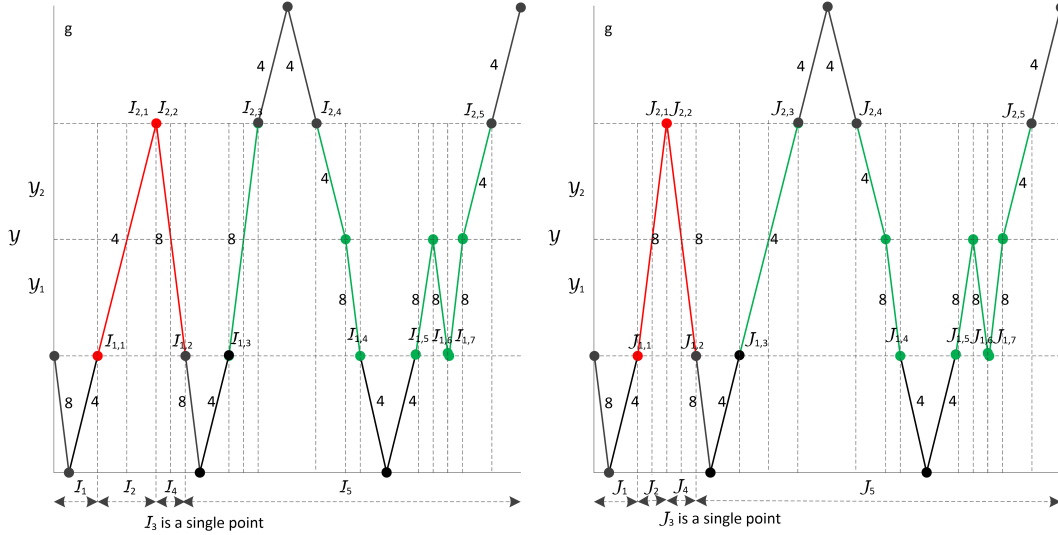 g
I₂,₁ I₂,₂ I₂,₃ I₂,₄ I₂,₅
4 4 4
𝒴₂
4 8 8 4 4
𝒴
𝒴₁
8 8 8 8
I₁,₁ I₁,₂ I₁,₃ I₁,₄ I₁,₅ I₁,₆ I₁,₇
8 4 8 4 4 4
I₁ I₂ I₄ I₅
I₃ is a single point
g
J₂,₁ J₂,₂ J₂,₃ J₂,₄ J₂,₅
4 4 4
𝒴₂
8 8 4 4 4
𝒴
𝒴₁
8 8 8 8
J₁,₁ J₁,₂ J₁,₃ J₁,₄ J₁,₅ J₁,₆ J₁,₇
8 4 8 4 4 4
J₁ J₂ J₄ J₅
J₃ is a single point